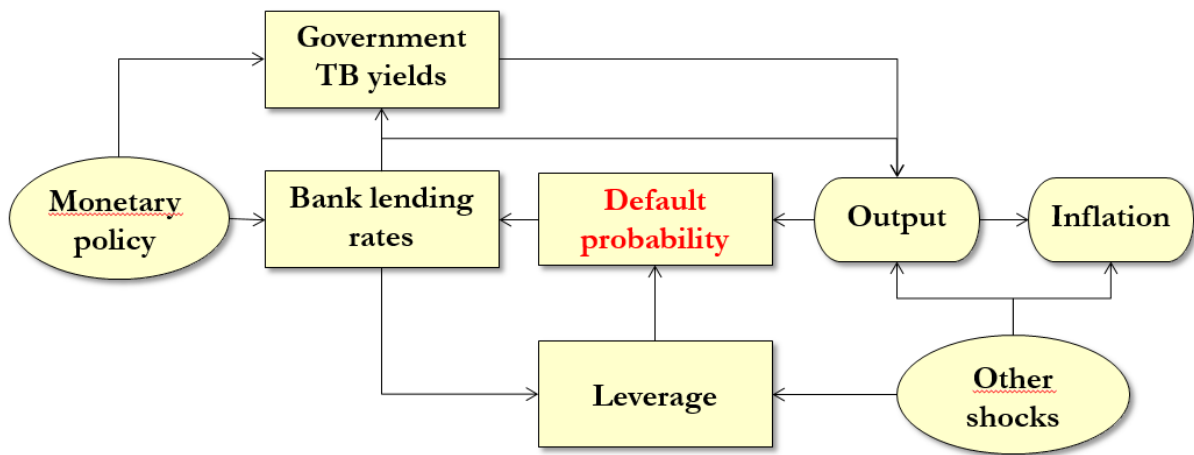 Government
TB yields
Monetary
policy
Bank lending
rates
Default
probability
Output
Inflation
Leverage
Other
shocks